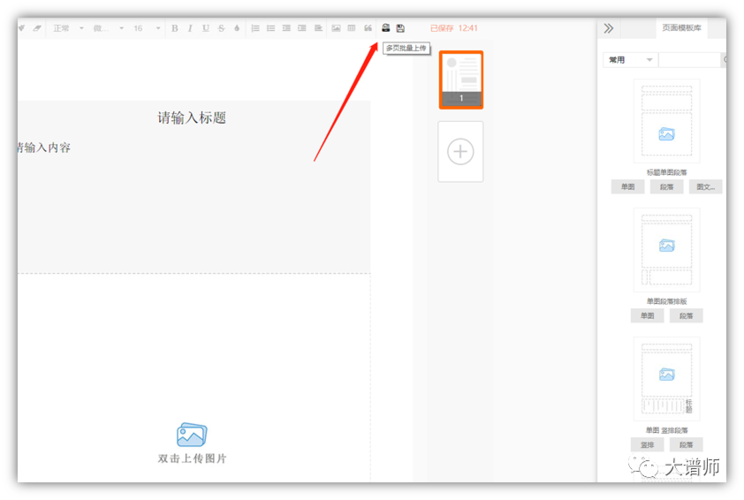 正常 微... 16 B I U S 已保存 12:41 页面模板库
多页批量上传
常用
1
请输入标题
请输入内容
标题单图段落
单图 段落 图文...
单图段落排版
单图 段落
标题
单图 竖排段落
竖排 段落
双击上传图片
大谱师